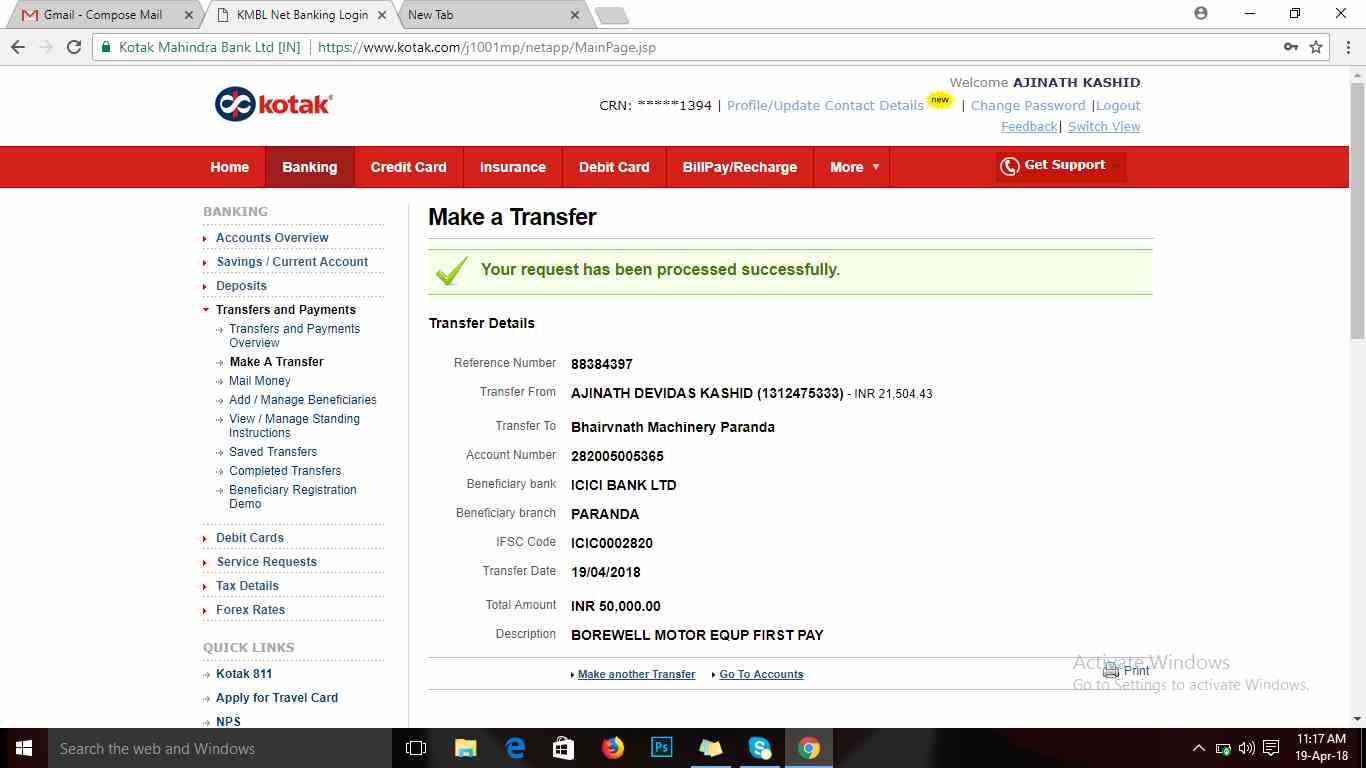 Gmail - Compose Mail
KMBL Net Banking Login
New Tab
Kotak Mahindra Bank Ltd [IN] | https://www.kotak.com/j1001mp/netapp/MainPage.jsp
Welcome AJINATH KASHID
kotak
CRN: *****1394 | Profile/Update Contact Details new | Change Password |Logout
Feedback| Switch View
Home Banking Credit Card Insurance Debit Card BillPay/Recharge More Get Support
BANKING
Accounts Overview
Savings / Current Account
Deposits
Transfers and Payments
Transfers and Payments
Overview
Make A Transfer
Mail Money
Add / Manage Beneficiaries
View / Manage Standing
Instructions
Saved Transfers
Completed Transfers
Beneficiary Registration
Demo
Debit Cards
Service Requests
Tax Details
Forex Rates
QUICK LINKS
Kotak 811
Apply for Travel Card
NPS
Make a Transfer
Your request has been processed successfully.
Transfer Details
Reference Number 88384397
Transfer From AJINATH DEVIDAS KASHID (1312475333) - INR 21,504.43
Transfer To Bhairvnath Machinery Paranda
Account Number 282005005365
Beneficiary bank ICICI BANK LTD
Beneficiary branch PARANDA
IFSC Code ICIC0002820
Transfer Date 19/04/2018
Total Amount INR 50,000.00
Description BOREWELL MOTOR EQUP FIRST PAY
Make another Transfer Go To Accounts Print
Activate Windows
Go to Settings to activate Windows.
Search the web and Windows
Ps
11:17 AM
19-Apr-18